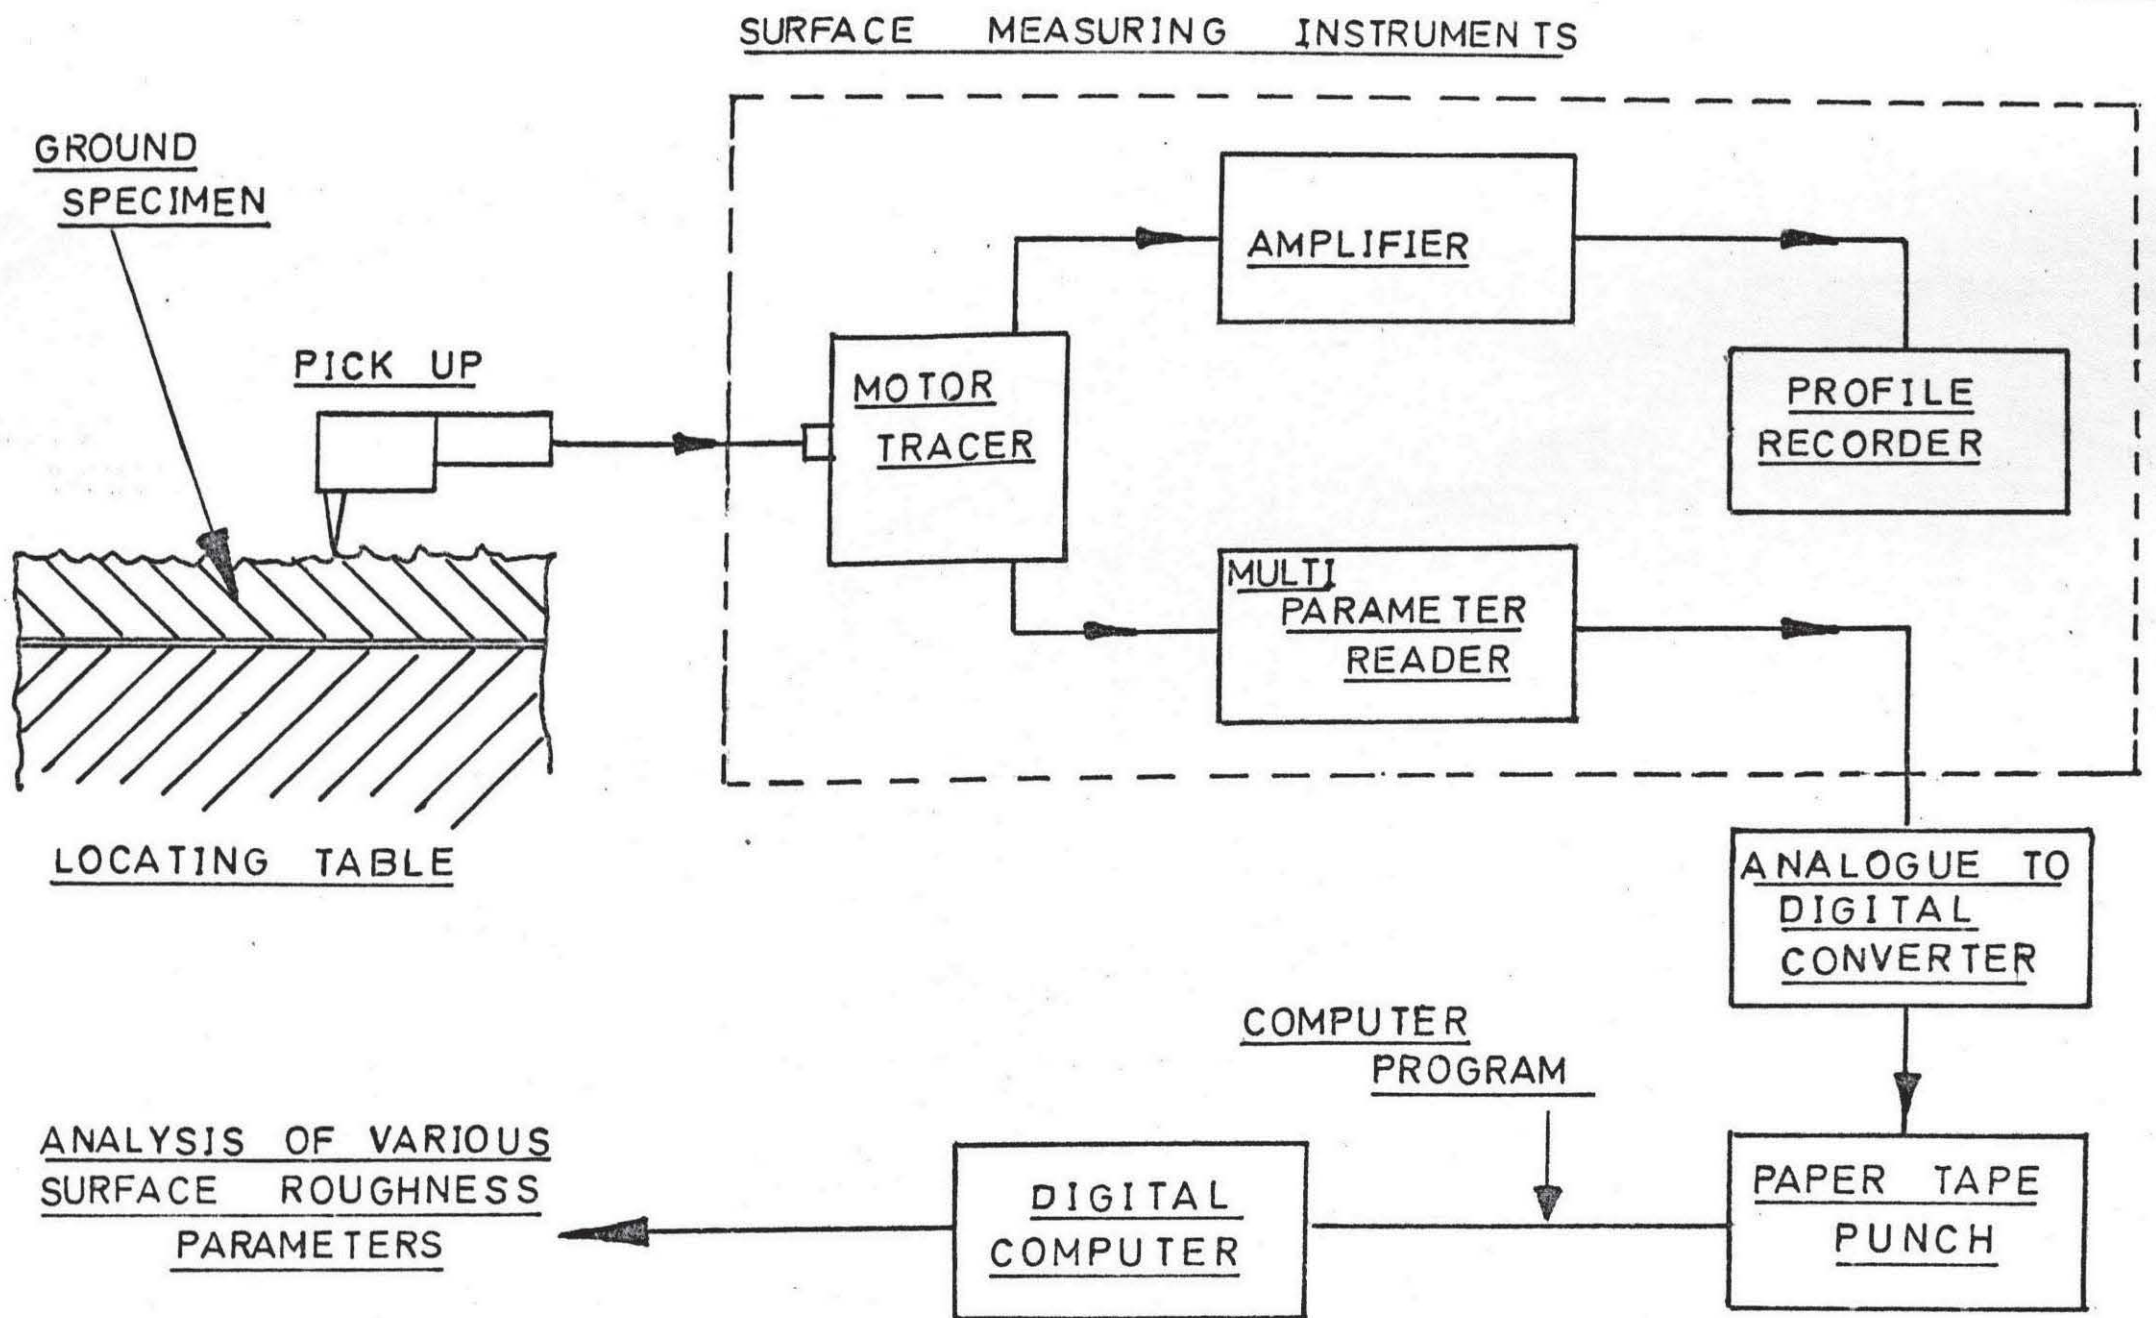 SURFACE MEASURING INSTRUMENTS
GROUND
SPECIMEN
PICK UP
MOTOR
TRACER
AMPLIFIER
PROFILE
RECORDER
MULTI
PARAMETER
READER
LOCATING TABLE
ANALOGUE TO
DIGITAL
CONVERTER
COMPUTER
PROGRAM
PAPER TAPE
PUNCH
DIGITAL
COMPUTER
ANALYSIS OF VARIOUS
SURFACE ROUGHNESS
PARAMETERS